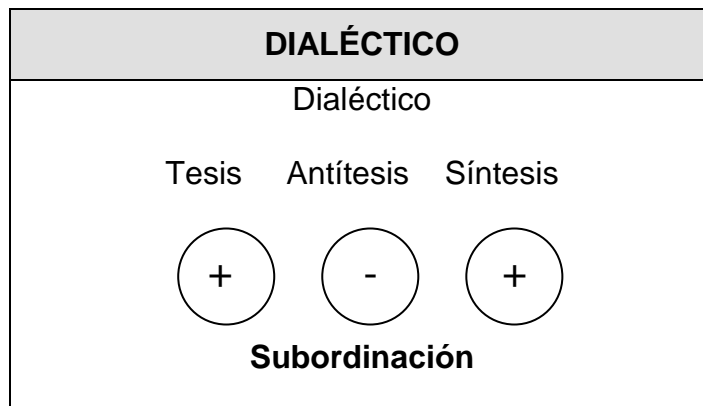 DIALÉCTICO
Dialéctico
Tesis Antítesis Síntesis
+ - +
Subordinación